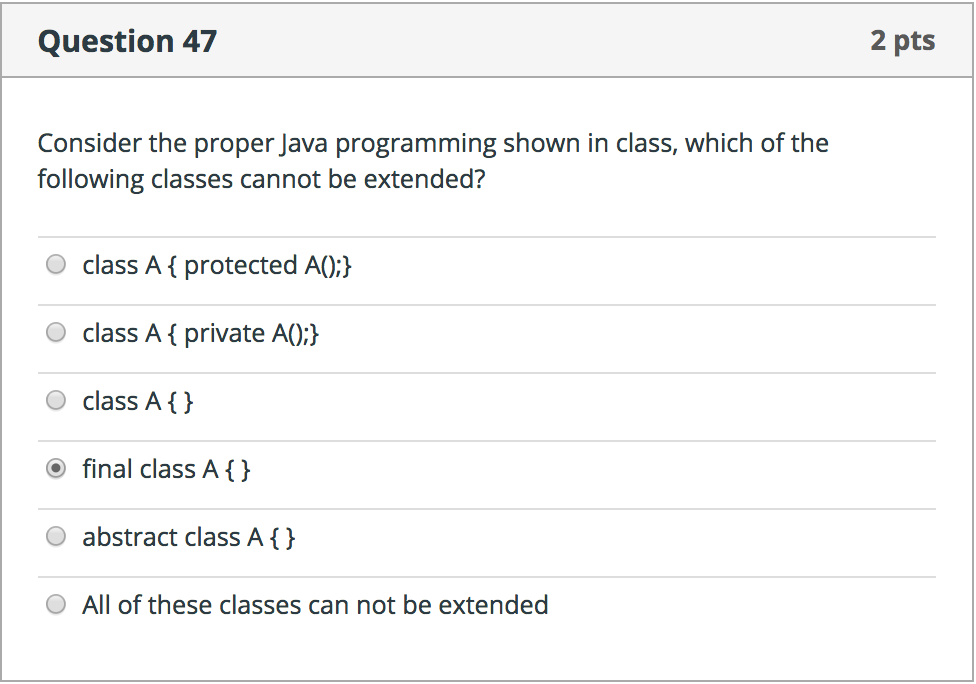 Question 47
2 pts
Consider the proper Java programming shown in class, which of the
following classes cannot be extended?
class A { protected A();}
class A { private A();}
class A { }
final class A { }
abstract class A { }
All of these classes can not be extended